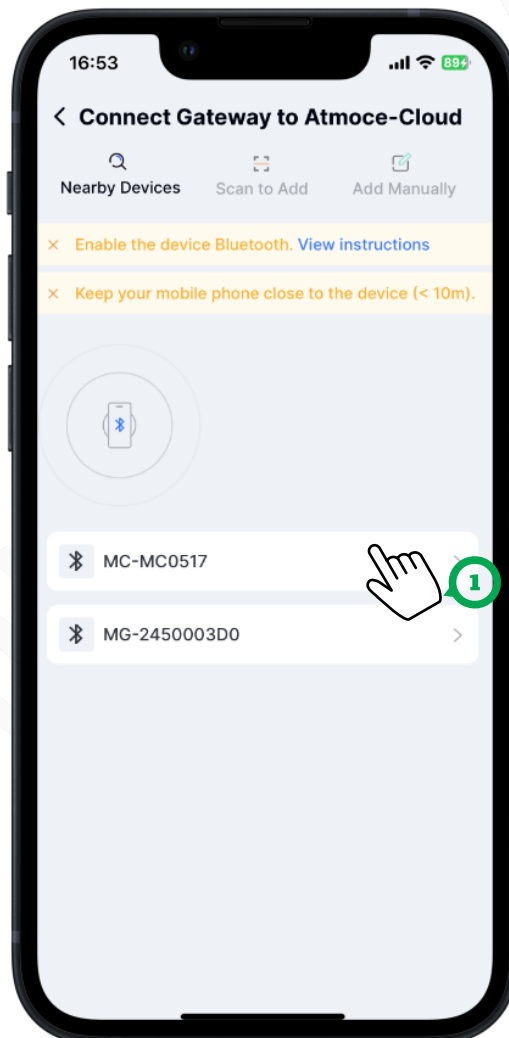 16:53
89
Connect Gateway to Atmoce-Cloud
Nearby Devices
Scan to Add
Add Manually
× Enable the device Bluetooth. View instructions
× Keep your mobile phone close to the device (< 10m).
MC-MC0517
1
MG-2450003D0